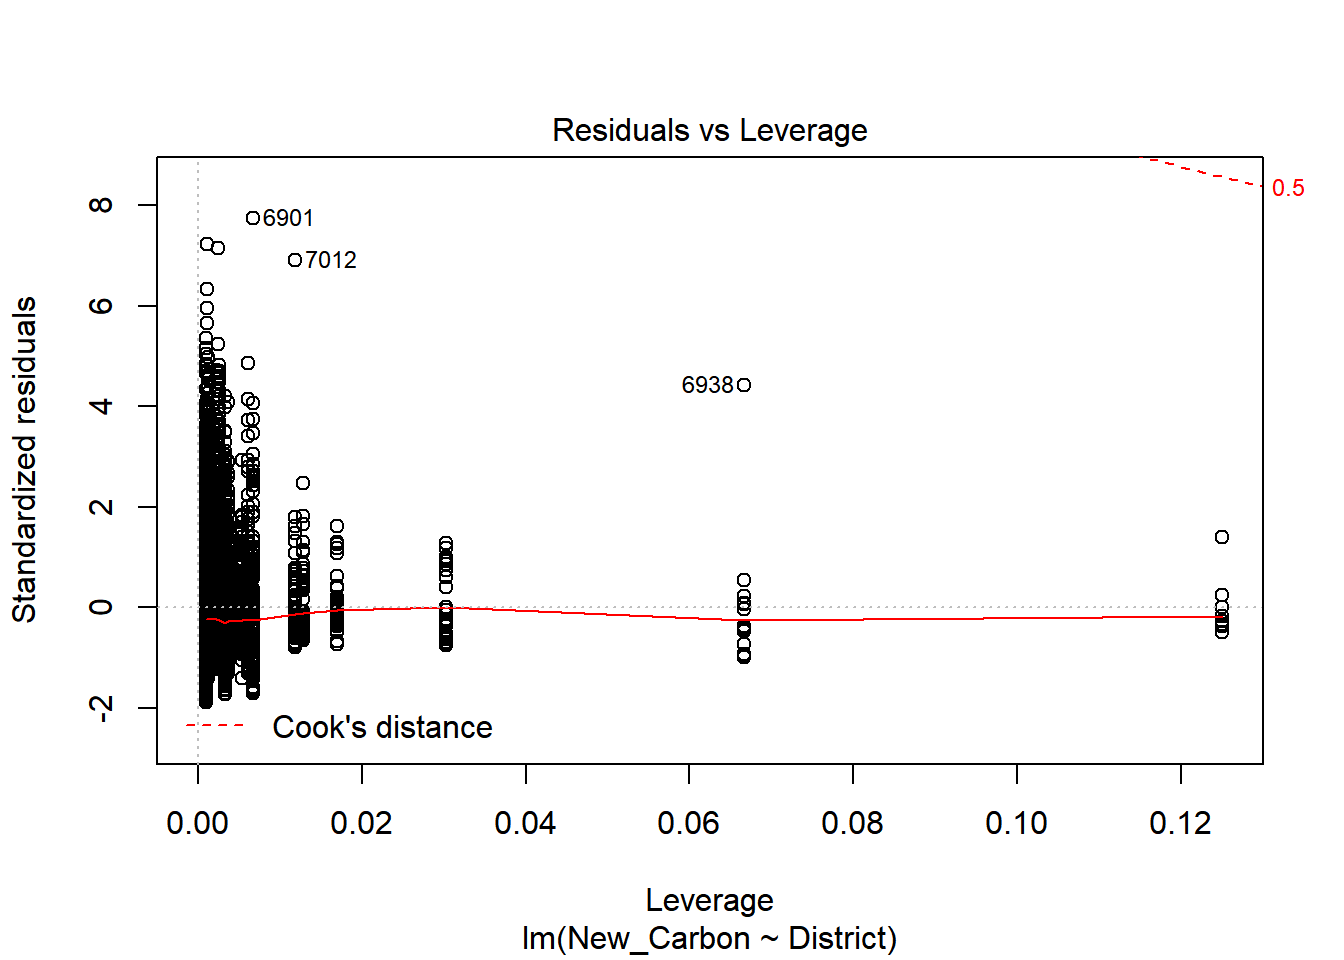 Residuals vs Leverage
0.5
8
6
4
2
0
-2
Standardized residuals
6901
7012
6938
Cook's distance
0.00 0.02 0.04 0.06 0.08 0.10 0.12
Leverage
lm(New_Carbon ~ District)